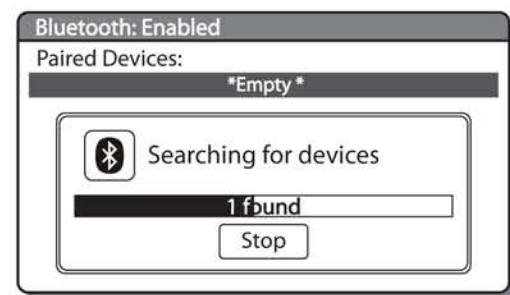 Bluetooth: Enabled
Paired Devices:
*Empty *
Searching for devices
1 found
Stop